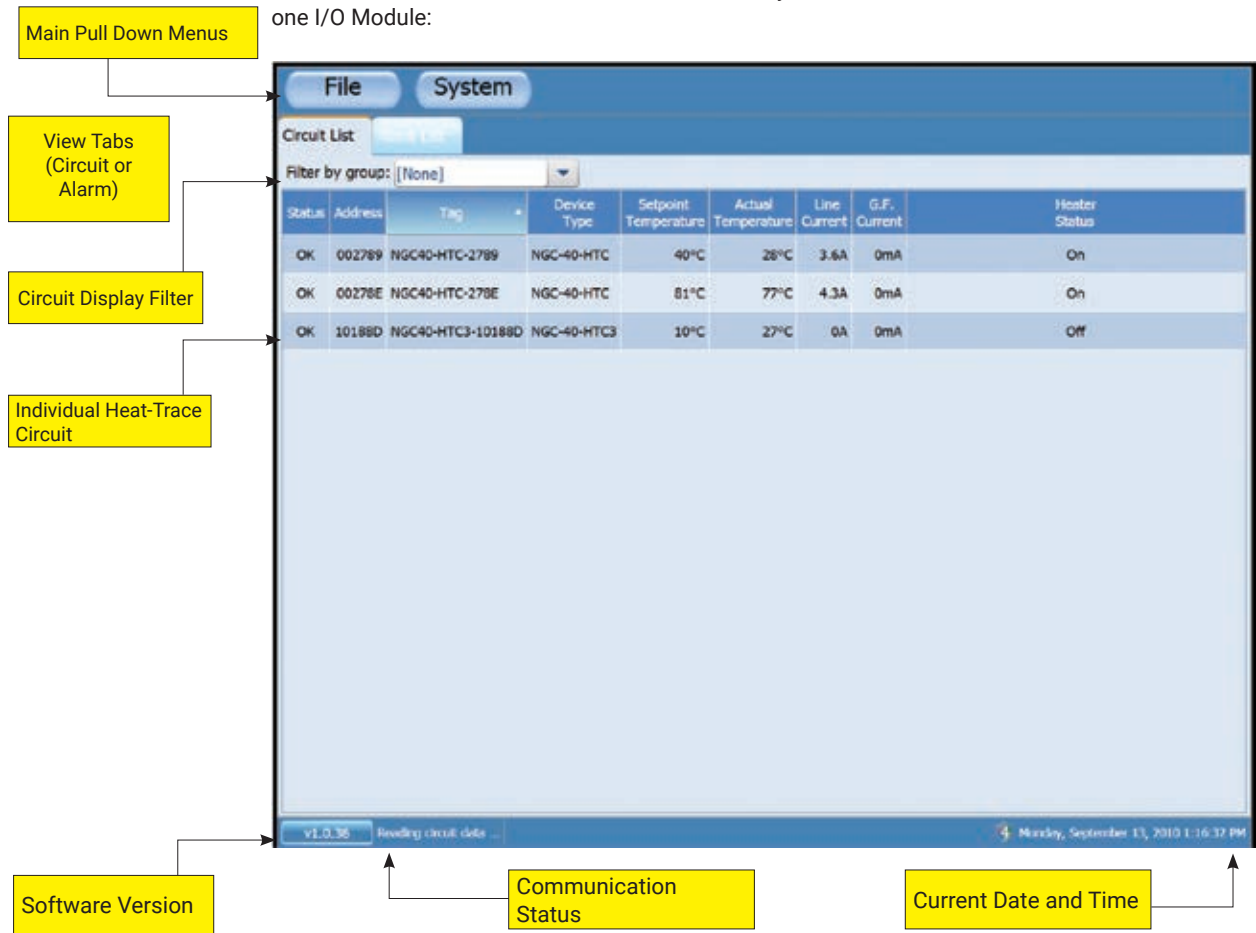 one I/O Module:
Main Pull Down Menus
File System
Circuit List
View Tabs
(Circuit or
Alarm)
Filter by group: [None]
Status Address Tag Device Type Setpoint Temperature Actual Temperature Line Current G.F. Current Heater Status
OK 002789 NGC40-HTC-2789 NGC-40-HTC 40°C 28°C 3.6A 0mA On
Circuit Display Filter
OK 00278E NGC40-HTC-278E NGC-40-HTC 81°C 77°C 4.3A 0mA On
OK 10188D NGC40-HTC3-10188D NGC-40-HTC3 10°C 27°C 0A 0mA Off
Individual Heat-Trace
Circuit
v1.0.36 Reading circuit data ... Monday, September 13, 2010 1:16:32 PM
Software Version
Communication
Status
Current Date and Time